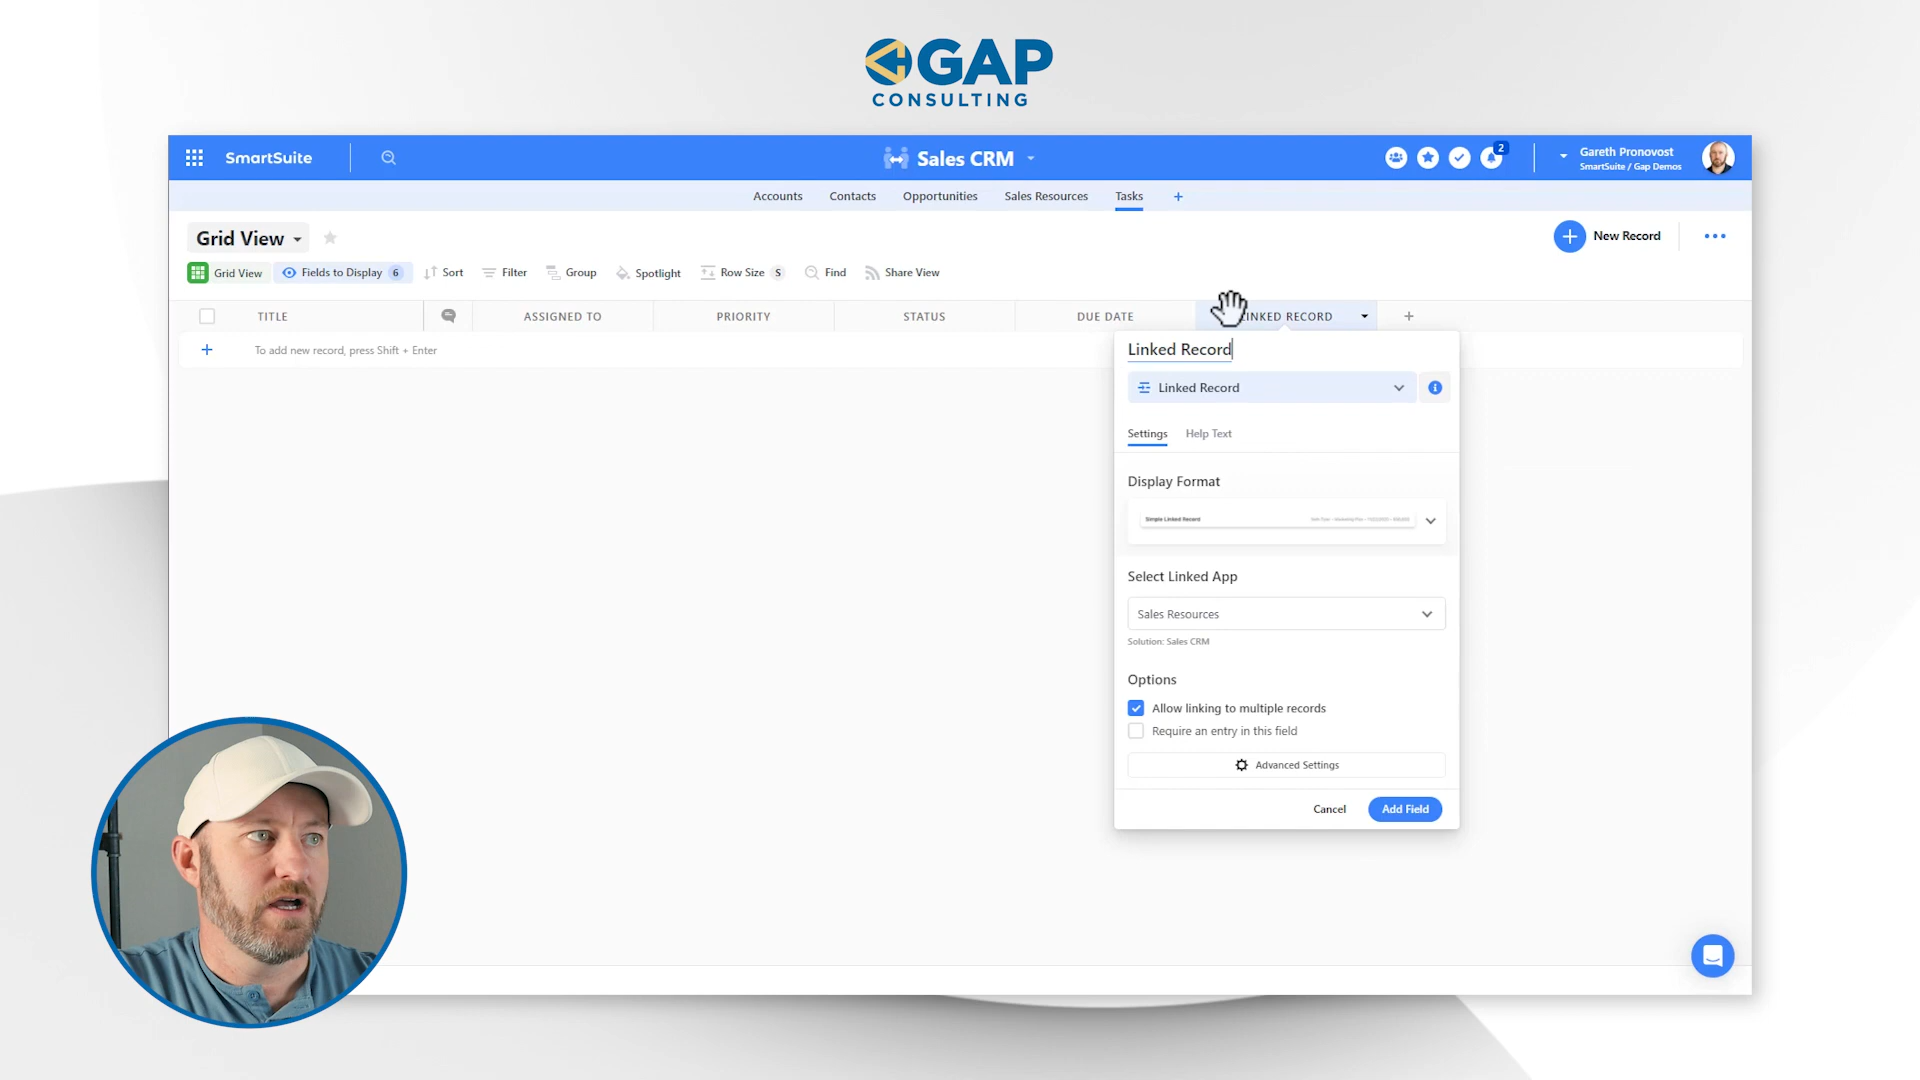 GAP
CONSULTING
SmartSuite
Sales CRM
2
Gareth Pronovost
SmartSuite / Gap Demos
Accounts
Contacts
Opportunities
Sales Resources
Tasks
Grid View
New Record
Grid View
Fields to Display 6
Sort
Filter
Group
Spotlight
Row Size S
Find
Share View
TITLE
ASSIGNED TO
PRIORITY
STATUS
DUE DATE
LINKED RECORD
To add new record, press Shift + Enter
Linked Record
Linked Record
Settings
Help Text
Display Format
Simple Linked Record
Select Linked App
Sales Resources
Solution: Sales CRM
Options
Allow linking to multiple records
Require an entry in this field
Advanced Settings
Cancel
Add Field